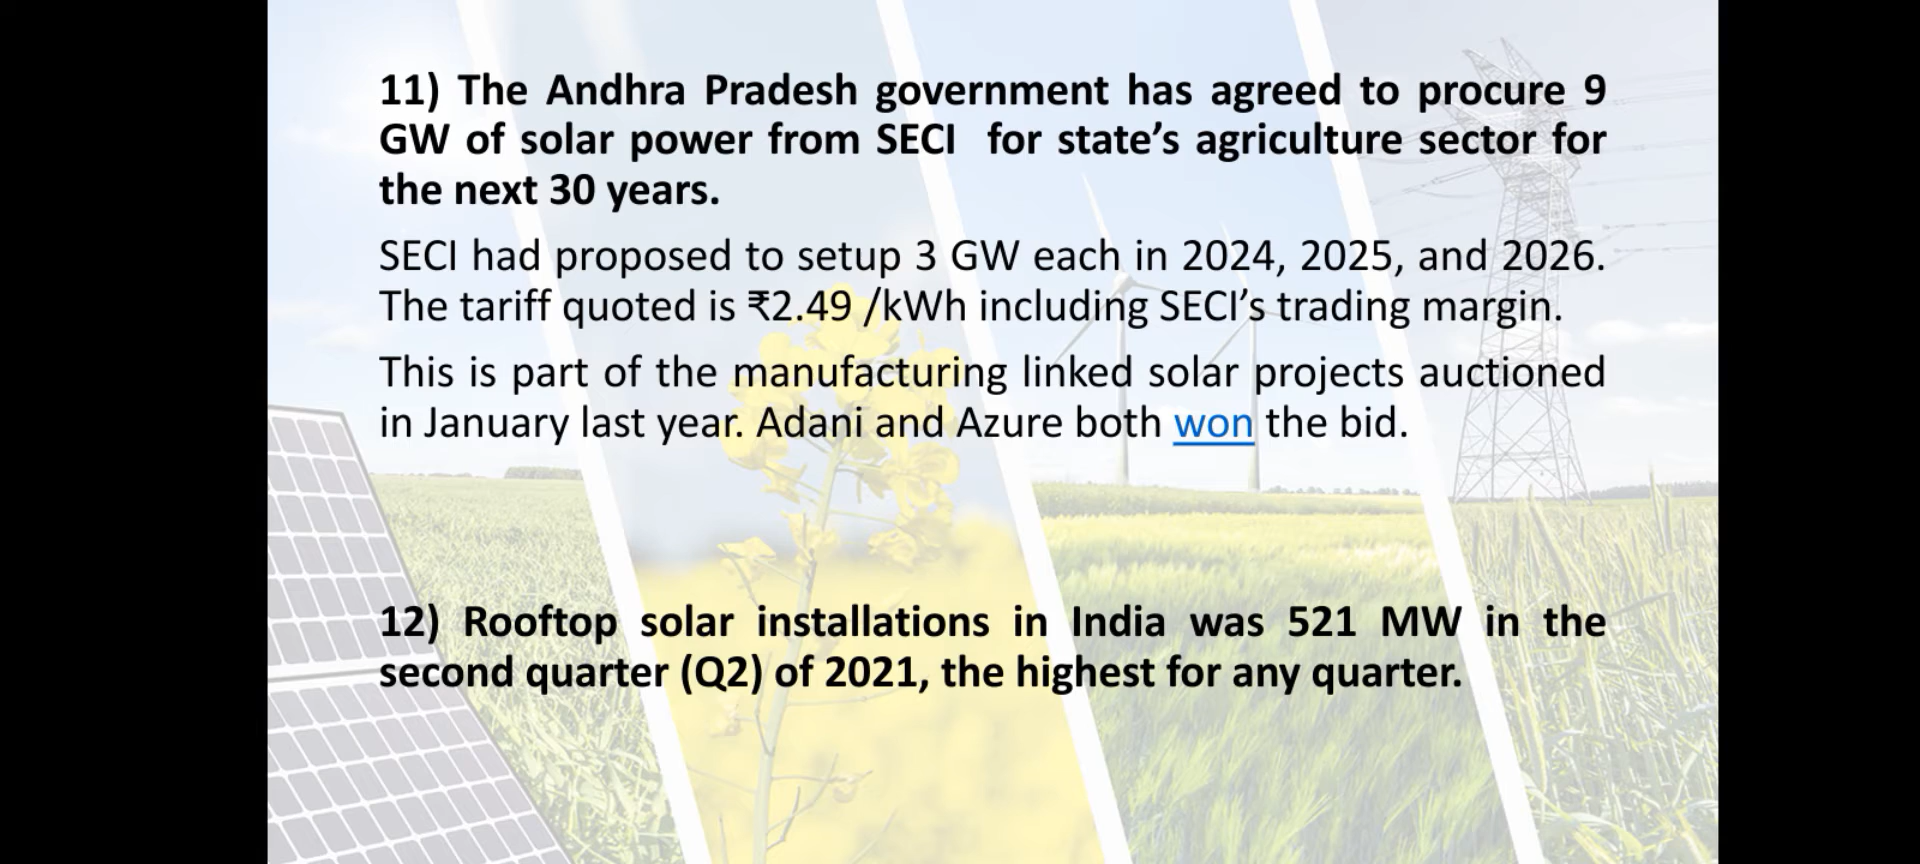 11) The Andhra Pradesh government has agreed to procure 9
GW of solar power from SECI for state's agriculture sector for
the next 30 years.
SECI had proposed to setup 3 GW each in 2024, 2025, and 2026.
The tariff quoted is ₹2.49 /kWh including SECI's trading margin.
This is part of the manufacturing linked solar projects auctioned
in January last year. Adani and Azure both won the bid.
12) Rooftop solar installations in India was 521 MW in the
second quarter (Q2) of 2021, the highest for any quarter.